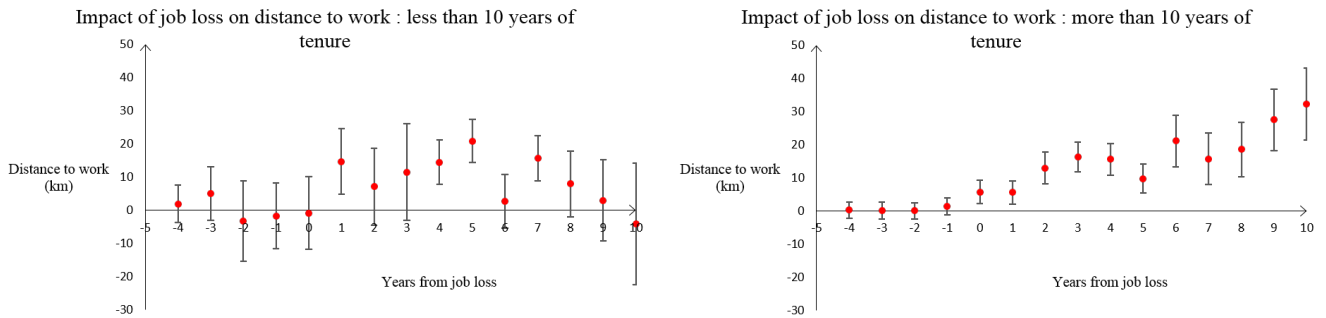 Impact of job loss on distance to work : less than 10 years of
tenure
50
40
30
20
10
0
-10
-20
-30
Distance to work
(km)
-5 -4 -3 -2 -1 0 1 2 3 4 5 6 7 8 9 10
Years from job loss
Impact of job loss on distance to work : more than 10 years of
tenure
50
40
30
20
10
0
-10
-20
-30
Distance to work
(km)
-5 -4 -3 -2 -1 0 1 2 3 4 5 6 7 8 9 10
Years from job loss